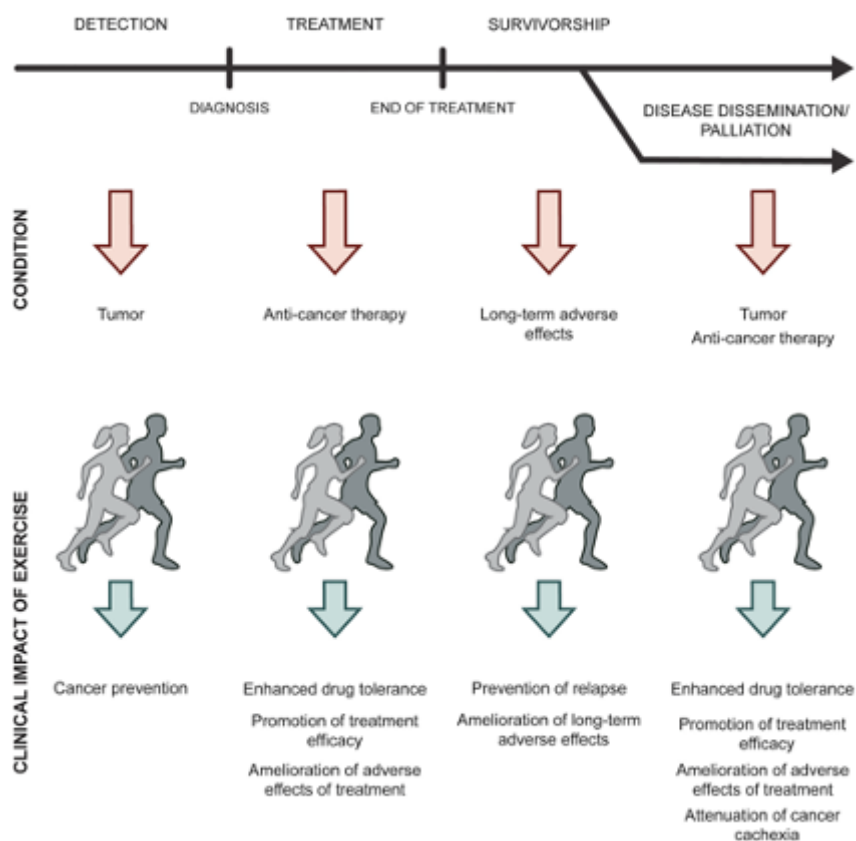 DETECTION
TREATMENT
SURVIVORSHIP
DIAGNOSIS
END OF TREATMENT
DISEASE DISSEMINATION/
PALLIATION
CONDITION
Tumor
Anti-cancer therapy
Long-term adverse
effects
Tumor
Anti-cancer therapy
CLINICAL IMPACT OF EXERCISE
Cancer prevention
Enhanced drug tolerance
Promotion of treatment
efficacy
Amelioration of adverse
effects of treatment
Prevention of relapse
Amelioration of long-term
adverse effects
Enhanced drug tolerance
Promotion of treatment
efficacy
Amelioration of adverse
effects of treatment
Attenuation of cancer
cachexia